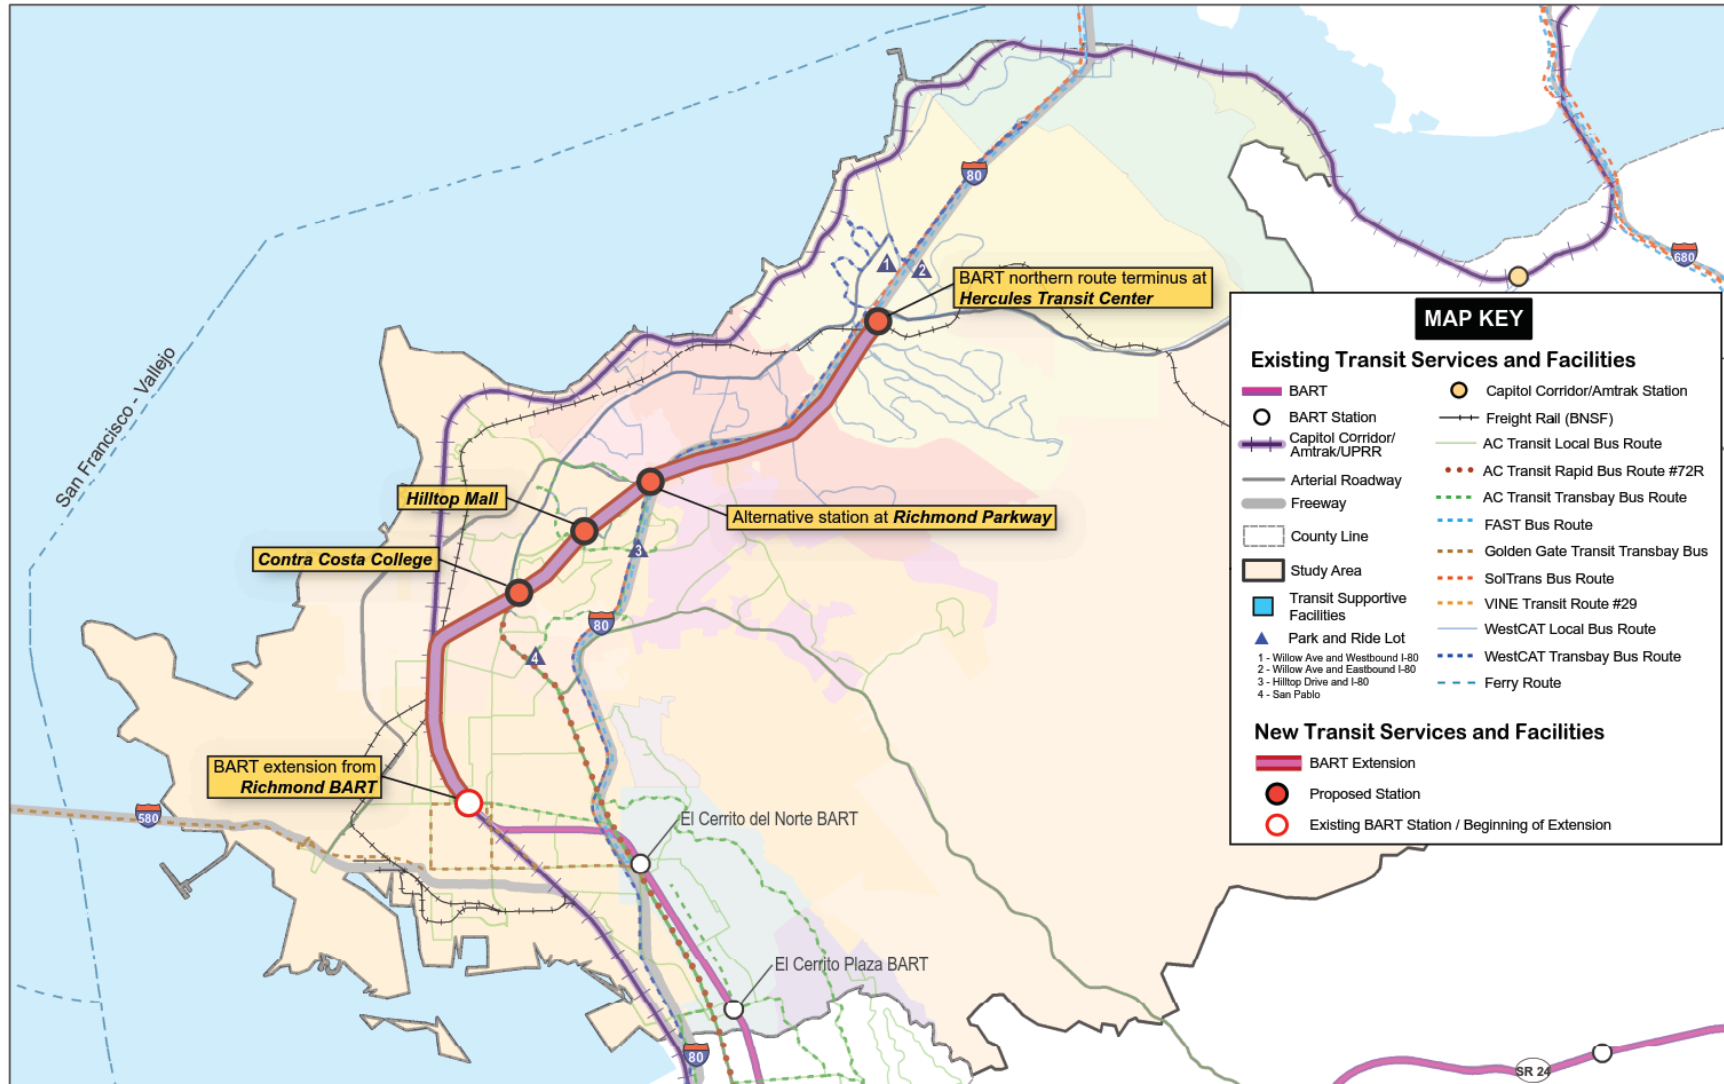 San Francisco - Vallejo
80
680
1
2
BART northern route terminus at
Hercules Transit Center
Hilltop Mall
Alternative station at Richmond Parkway
Contra Costa College
3
80
4
BART extension from
Richmond BART
580
El Cerrito del Norte BART
El Cerrito Plaza BART
80
SR 24
MAP KEY
Existing Transit Services and Facilities
BART
BART Station
Capitol Corridor/
Amtrak/UPRR
Arterial Roadway
Freeway
County Line
Study Area
Transit Supportive
Facilities
Park and Ride Lot
1 - Willow Ave and Westbound I-80
2 - Willow Ave and Eastbound I-80
3 - Hilltop Drive and I-80
4 - San Pablo
Capitol Corridor/Amtrak Station
Freight Rail (BNSF)
AC Transit Local Bus Route
AC Transit Rapid Bus Route #72R
AC Transit Transbay Bus Route
FAST Bus Route
Golden Gate Transit Transbay Bus
SolTrans Bus Route
VINE Transit Route #29
WestCAT Local Bus Route
WestCAT Transbay Bus Route
Ferry Route
New Transit Services and Facilities
BART Extension
Proposed Station
Existing BART Station / Beginning of Extension